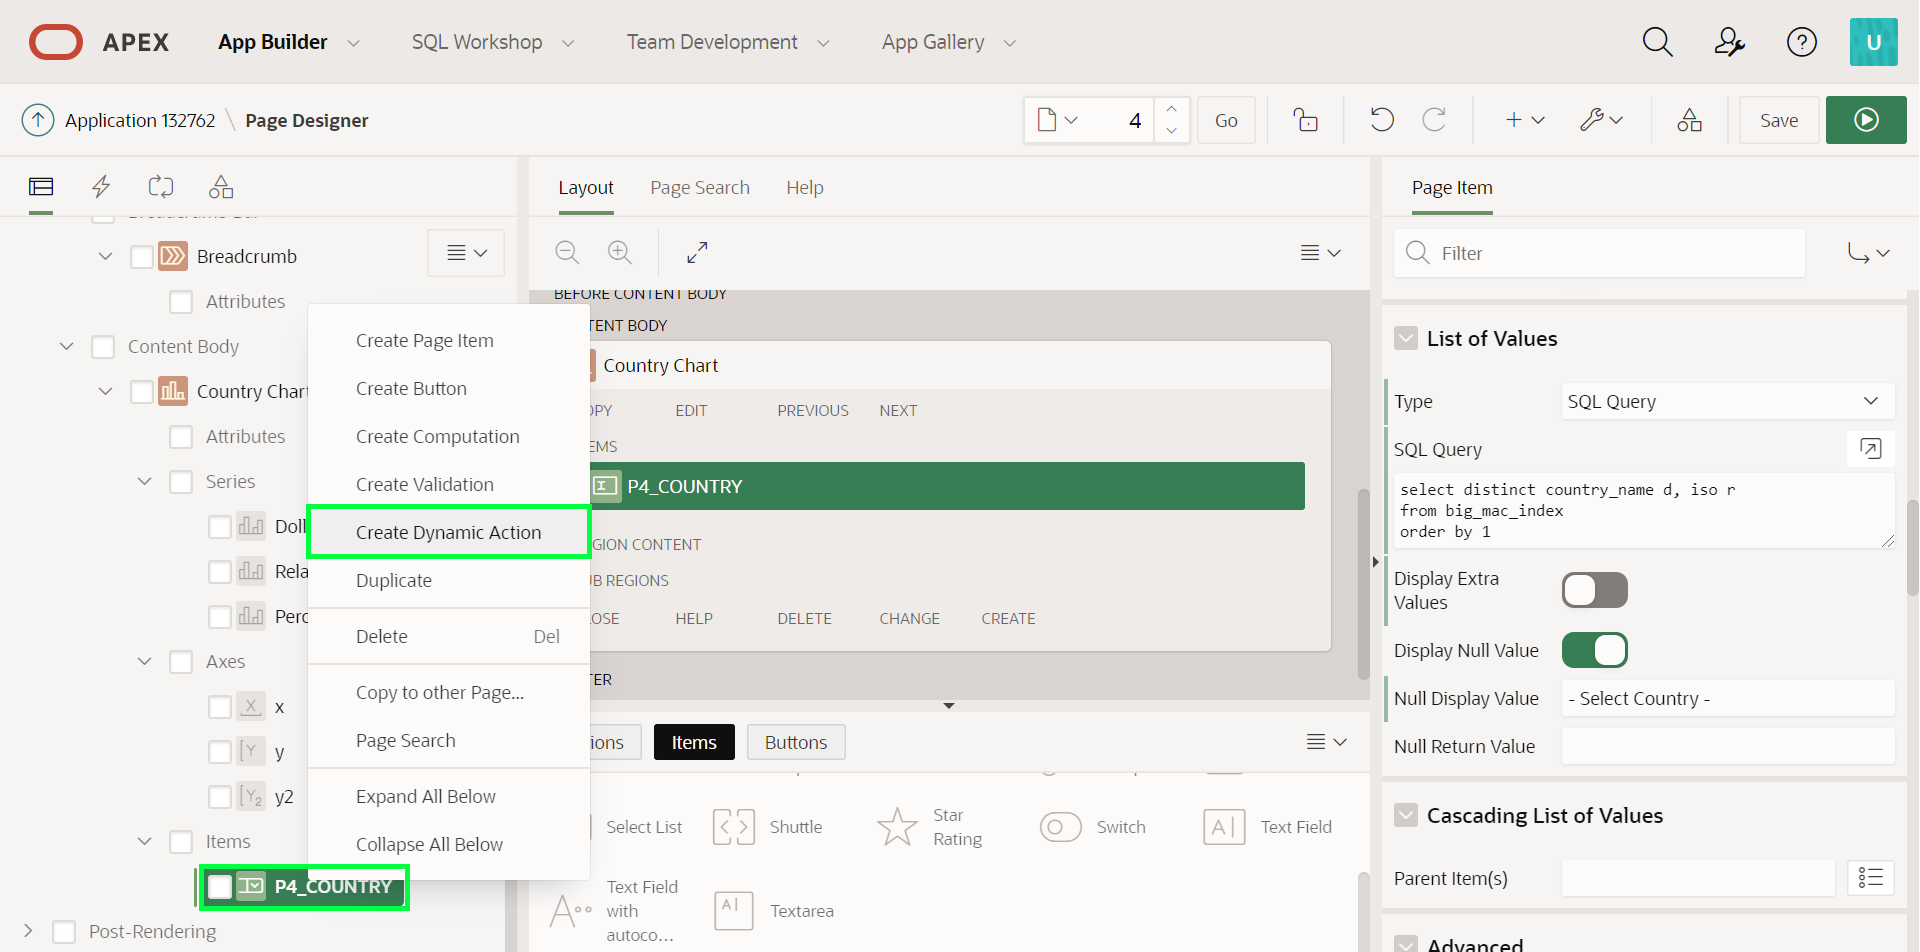 APEX
App Builder
SQL Workshop
Team Development
App Gallery
U
Application 132762 \ Page Designer
4
Go
Save
Breadcrumb
Attributes
Content Body
Country Chart
Attributes
Series
Doll
Rela
Perc
Axes
X x
Y y
Y2 y2
Items
P4_COUNTRY
Post-Rendering
Create Page Item
Create Button
Create Computation
Create Validation
Create Dynamic Action
Duplicate
Delete Del
Copy to other Page...
Page Search
Expand All Below
Collapse All Below
Layout
Page Search
Help
BEFORE CONTENT BODY
TENT BODY
Country Chart
OPY EDIT PREVIOUS NEXT
EMS
P4_COUNTRY
GION CONTENT
UB REGIONS
OSE HELP DELETE CHANGE CREATE
TER
ions
Items
Buttons
Select List
Shuttle
Star
Rating
Switch
A Text Field
A Text Field
with
autoco...
A Textarea
Page Item
Filter
List of Values
Type SQL Query
SQL Query
select distinct country_name d, iso r
from big_mac_index
order by 1
Display Extra
Values
Display Null Value
Null Display Value - Select Country -
Null Return Value
Cascading List of Values
Parent Item(s)
Advanced